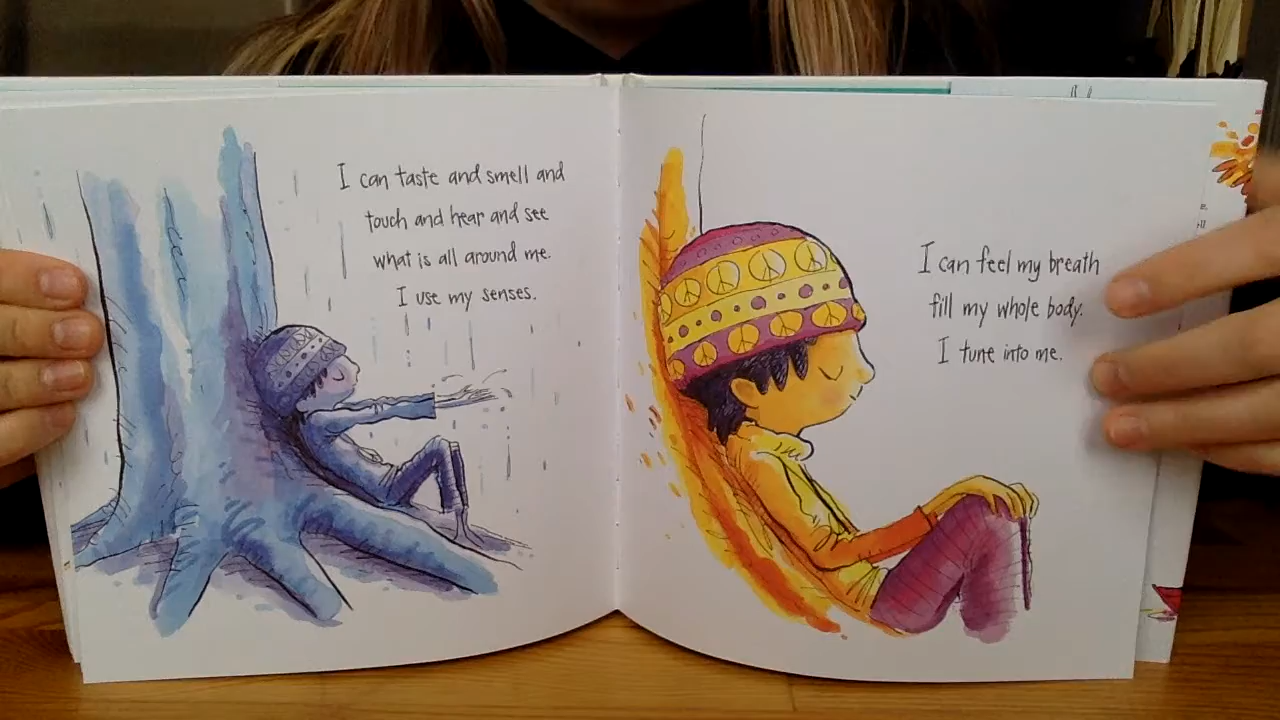 I can taste and smell and
touch and hear and see
what is all around me.
I use my senses.
I can feel my breath
fill my whole body.
I tune into me.